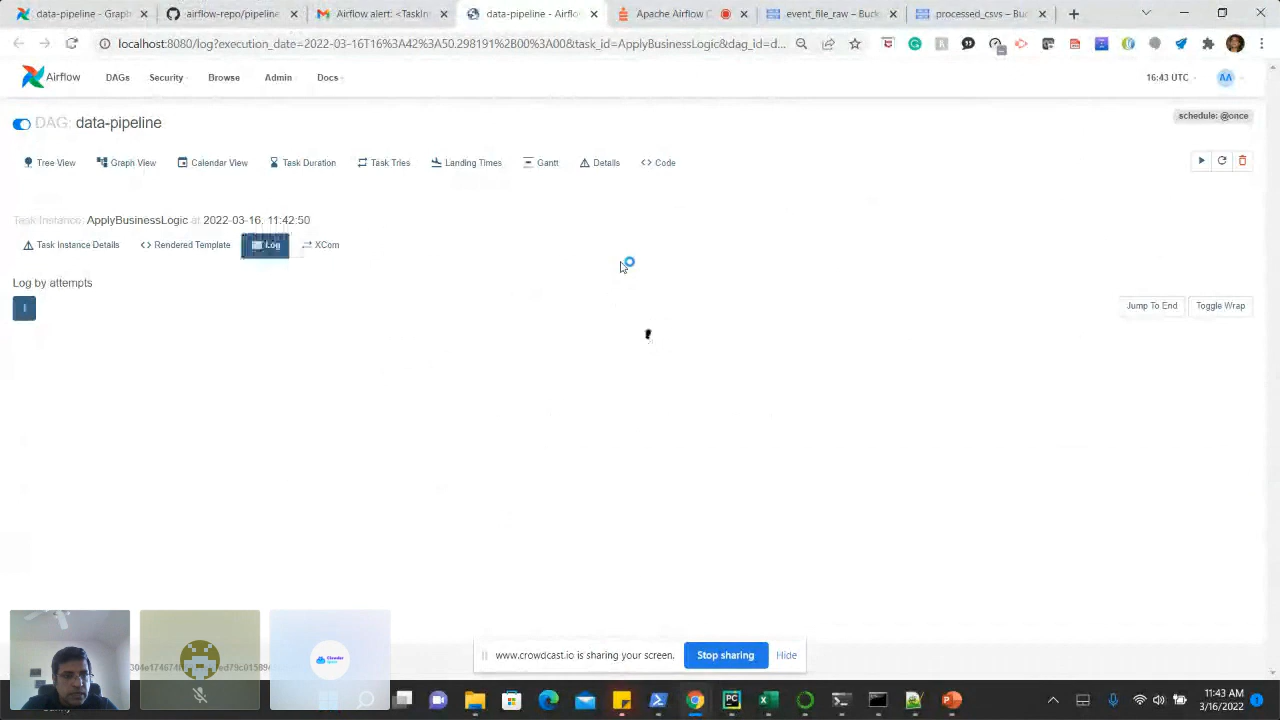 data-pipeline - Graph
airflow-repo/pipeline
Airflow alert: <TaskIns
data-pipeline - Airflow
Apache Airflow C
event_file_raw – Buck
processed_csvs – Buc
localhost:8080/log?execution_date=2022-03-16T16%3A42%3A50.298191%2B00%3A00&task_id=ApplyBusinessLogic&dag_id=d...
Airflow DAGs Security Browse Admin Docs 16:43 UTC AA
DAG: data-pipeline schedule: @once
Tree View Graph View Calendar View Task Duration Task Tries Landing Times Gantt Details Code
Task Instance: ApplyBusinessLogic at 2022-03-16, 11:42:50
Task Instance Details Rendered Template Log XCom
Log by attempts
Jump To End Toggle Wrap
www.crowdcast.io is sharing your screen. Stop sharing Hide
11:43 AM
3/16/2022